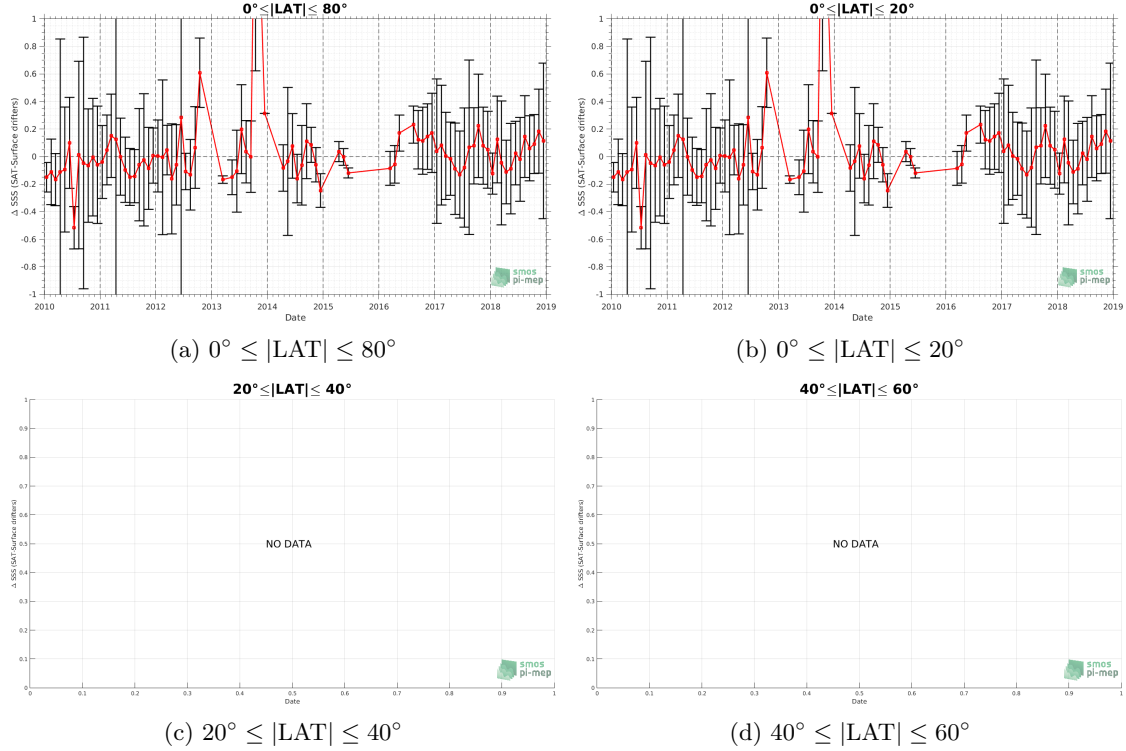 0°≤|LAT|≤ 80°
Δ SSS (SAT-Surface drifters)
1
0.8
0.6
0.4
0.2
0
-0.2
-0.4
-0.6
-0.8
-1
2010 2011 2012 2013 2014 2015 2016 2017 2018 2019
Date
smos
pi-mep
(a) 0° ≤ |LAT| ≤ 80°
0°≤|LAT|≤ 20°
Δ SSS (SAT-Surface drifters)
1
0.8
0.6
0.4
0.2
0
-0.2
-0.4
-0.6
-0.8
-1
2010 2011 2012 2013 2014 2015 2016 2017 2018 2019
Date
smos
pi-mep
(b) 0° ≤ |LAT| ≤ 20°
20°≤|LAT|≤ 40°
Δ SSS (SAT-Surface drifters)
1
0.9
0.8
0.7
0.6
0.5
0.4
0.3
0.2
0.1
0
NO DATA
0 0.1 0.2 0.3 0.4 0.5 0.6 0.7 0.8 0.9 1
Date
smos
pi-mep
(c) 20° ≤ |LAT| ≤ 40°
40°≤|LAT|≤ 60°
Δ SSS (SAT-Surface drifters)
1
0.9
0.8
0.7
0.6
0.5
0.4
0.3
0.2
0.1
0
NO DATA
0 0.1 0.2 0.3 0.4 0.5 0.6 0.7 0.8 0.9 1
Date
smos
pi-mep
(d) 40° ≤ |LAT| ≤ 60°